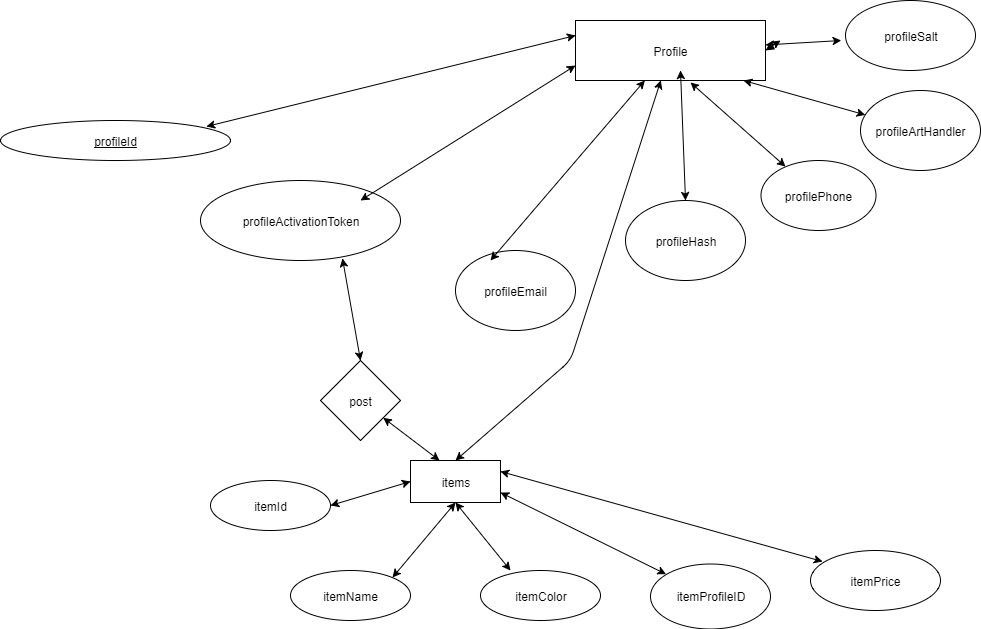 profileSalt
Profile
profileArtHandler
profileId
profilePhone
profileActivationToken
profileHash
profileEmail
post
items
itemId
itemPrice
itemName
itemColor
itemProfileID